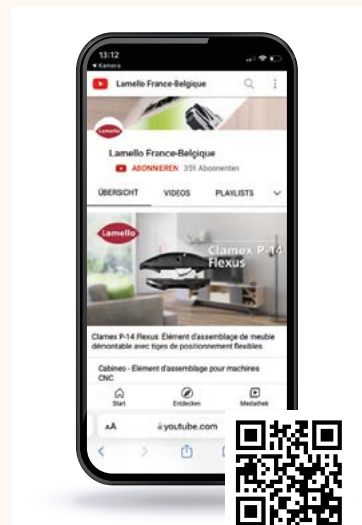 13:12
◀ Kamera
Lamello France-Belgique
Lamello
Lamello France-Belgique
ABONNIEREN 351 Abonnenten
ÜBERSICHT VIDEOS PLAYLISTS
Lamello
Clamex P-14
Flexus
Clamex P-14 Flexus: Élément d'assemblage de meuble
démontable avec tiges de positionnement flexibles
Cabineo - Élément d'assemblage pour machines
CNC
Start Entdecken Mediathek
AA youtube.com